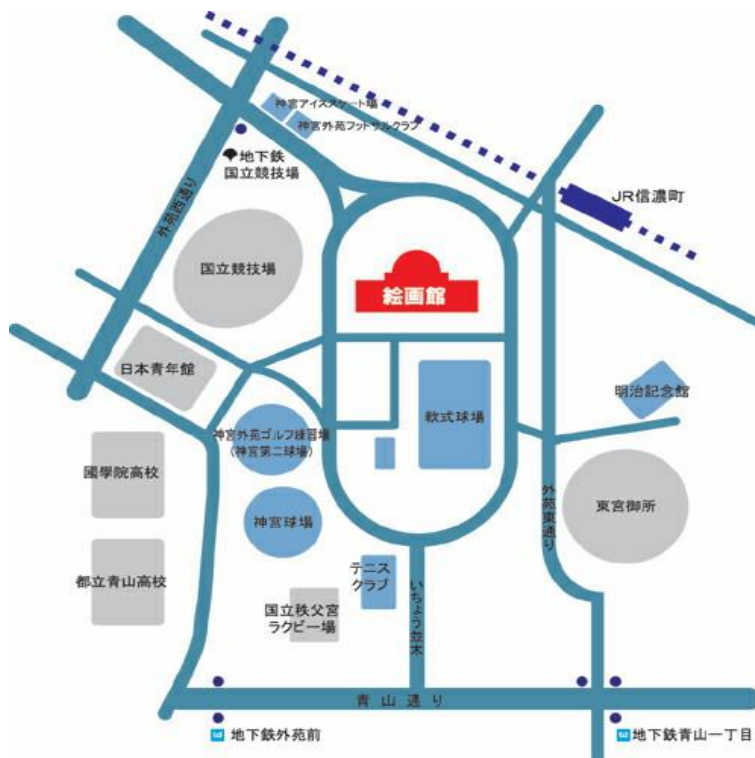 神宮アイススケート場
神宮外苑フットサルクラブ
地下鉄
国立競技場
JR信濃町
外苑西通り
国立競技場
絵画館
日本青年館
明治記念館
軟式球場
神宮外苑ゴルフ練習場
(神宮第二球場)
國學院高校
外苑東通り
東宮御所
神宮球場
都立青山高校
テニス
クラブ
いちょう並木
国立秩父宮
ラクビー場
青山通り
地下鉄外苑前
地下鉄青山一丁目